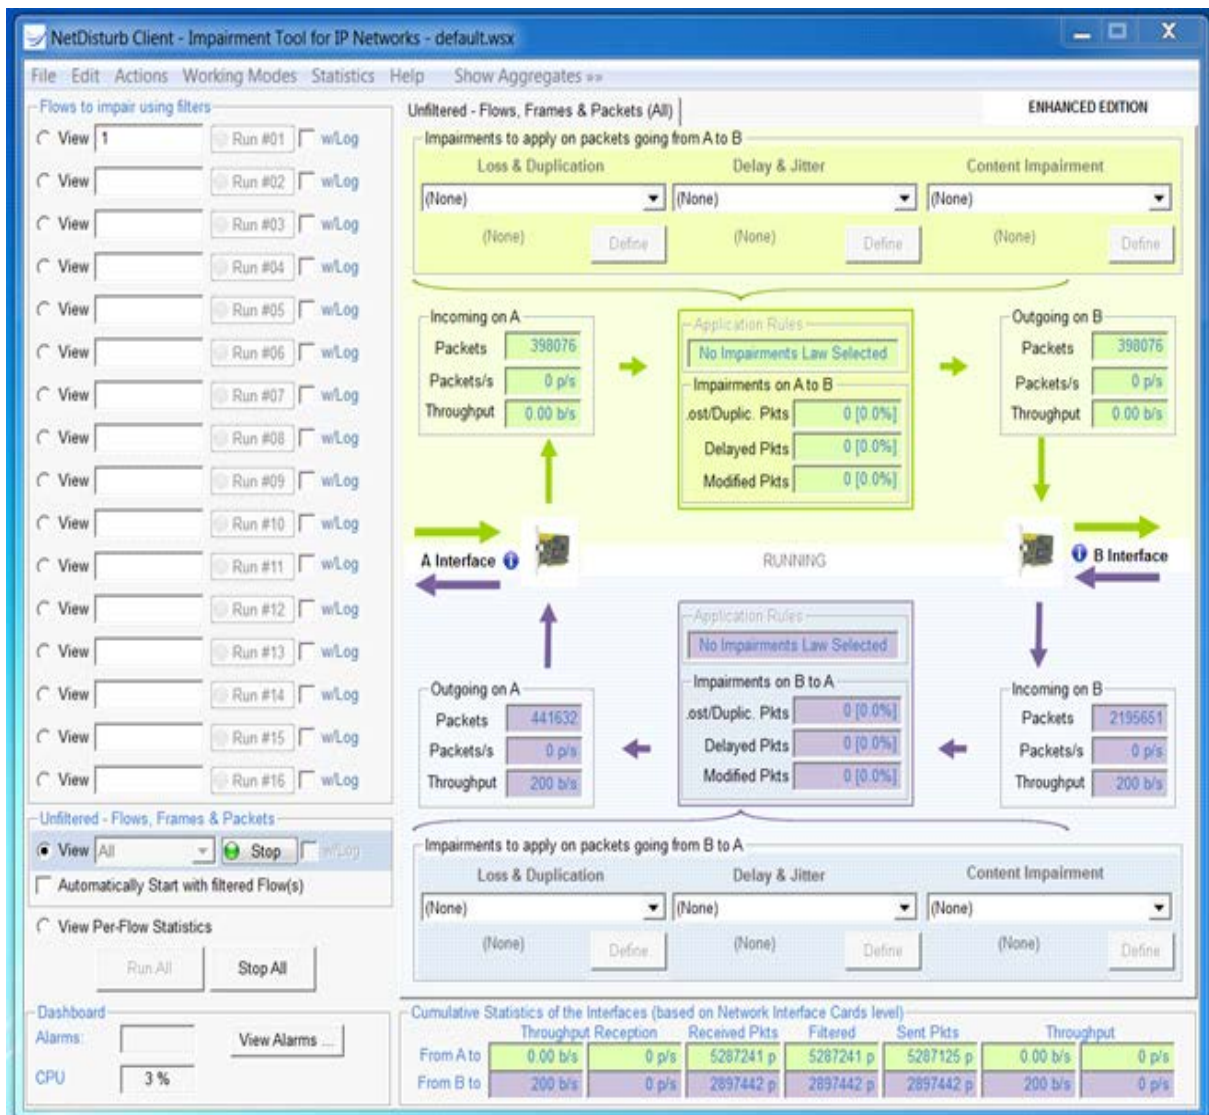 NetDisturb Client - Impairment Tool for IP Networks - default.wsx
File Edit Actions Working Modes Statistics Help Show Aggregates »»
Flows to impair using filters
View 1 Run #01 w/Log
View Run #02 w/Log
View Run #03 w/Log
View Run #04 w/Log
View Run #05 w/Log
View Run #06 w/Log
View Run #07 w/Log
View Run #08 w/Log
View Run #09 w/Log
View Run #10 w/Log
View Run #11 w/Log
View Run #12 w/Log
View Run #13 w/Log
View Run #14 w/Log
View Run #15 w/Log
View Run #16 w/Log
Unfiltered - Flows, Frames & Packets
View All Stop w/Log
Automatically Start with filtered Flow(s)
View Per-Flow Statistics
Run All Stop All
Dashboard
Alarms: View Alarms ...
CPU 3 %
Unfiltered - Flows, Frames & Packets (All) ENHANCED EDITION
Impairments to apply on packets going from A to B
Loss & Duplication Delay & Jitter Content Impairment
(None) (None) (None)
(None) Define (None) Define (None) Define
Incoming on A
Packets 398076
Packets/s 0 p/s
Throughput 0.00 b/s
Application Rules
No Impairments Law Selected
Impairments on A to B
.ost/Duplic. Pkts 0 [0.0%]
Delayed Pkts 0 [0.0%]
Modified Pkts 0 [0.0%]
Outgoing on B
Packets 398076
Packets/s 0 p/s
Throughput 0.00 b/s
A Interface RUNNING B Interface
Outgoing on A
Packets 441632
Packets/s 0 p/s
Throughput 200 b/s
Application Rules
No Impairments Law Selected
Impairments on B to A
.ost/Duplic. Pkts 0 [0.0%]
Delayed Pkts 0 [0.0%]
Modified Pkts 0 [0.0%]
Incoming on B
Packets 2195651
Packets/s 0 p/s
Throughput 200 b/s
Impairments to apply on packets going from B to A
Loss & Duplication Delay & Jitter Content Impairment
(None) (None) (None)
(None) Define (None) Define (None) Define
Cumulative Statistics of the Interfaces (based on Network Interface Cards level)
Throughput Reception Received Pkts Filtered Sent Pkts Throughput
From A to 0.00 b/s 0 p/s 5287241 p 5287241 p 5287125 p 0.00 b/s 0 p/s
From B to 200 b/s 0 p/s 2897442 p 2897442 p 2897442 p 200 b/s 0 p/s